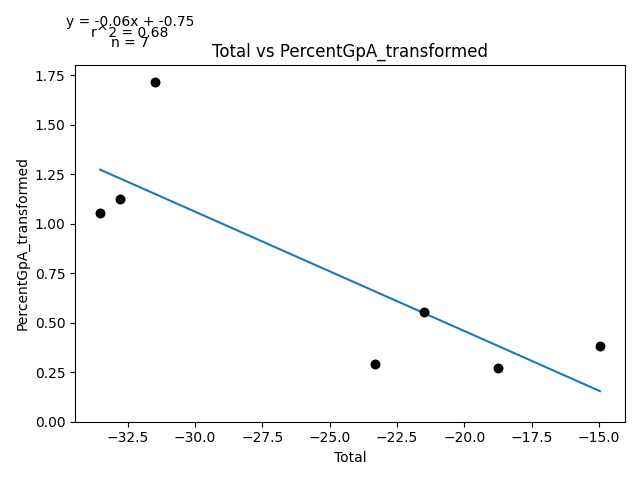 y = -0.06x + -0.75
r^2 = 0.68
n = 7
Total vs PercentGpA_transformed
PercentGpA_transformed
1.75
1.50
1.25
1.00
0.75
0.50
0.25
0.00
−32.5 −30.0 −27.5 −25.0 −22.5 −20.0 −17.5 −15.0
Total